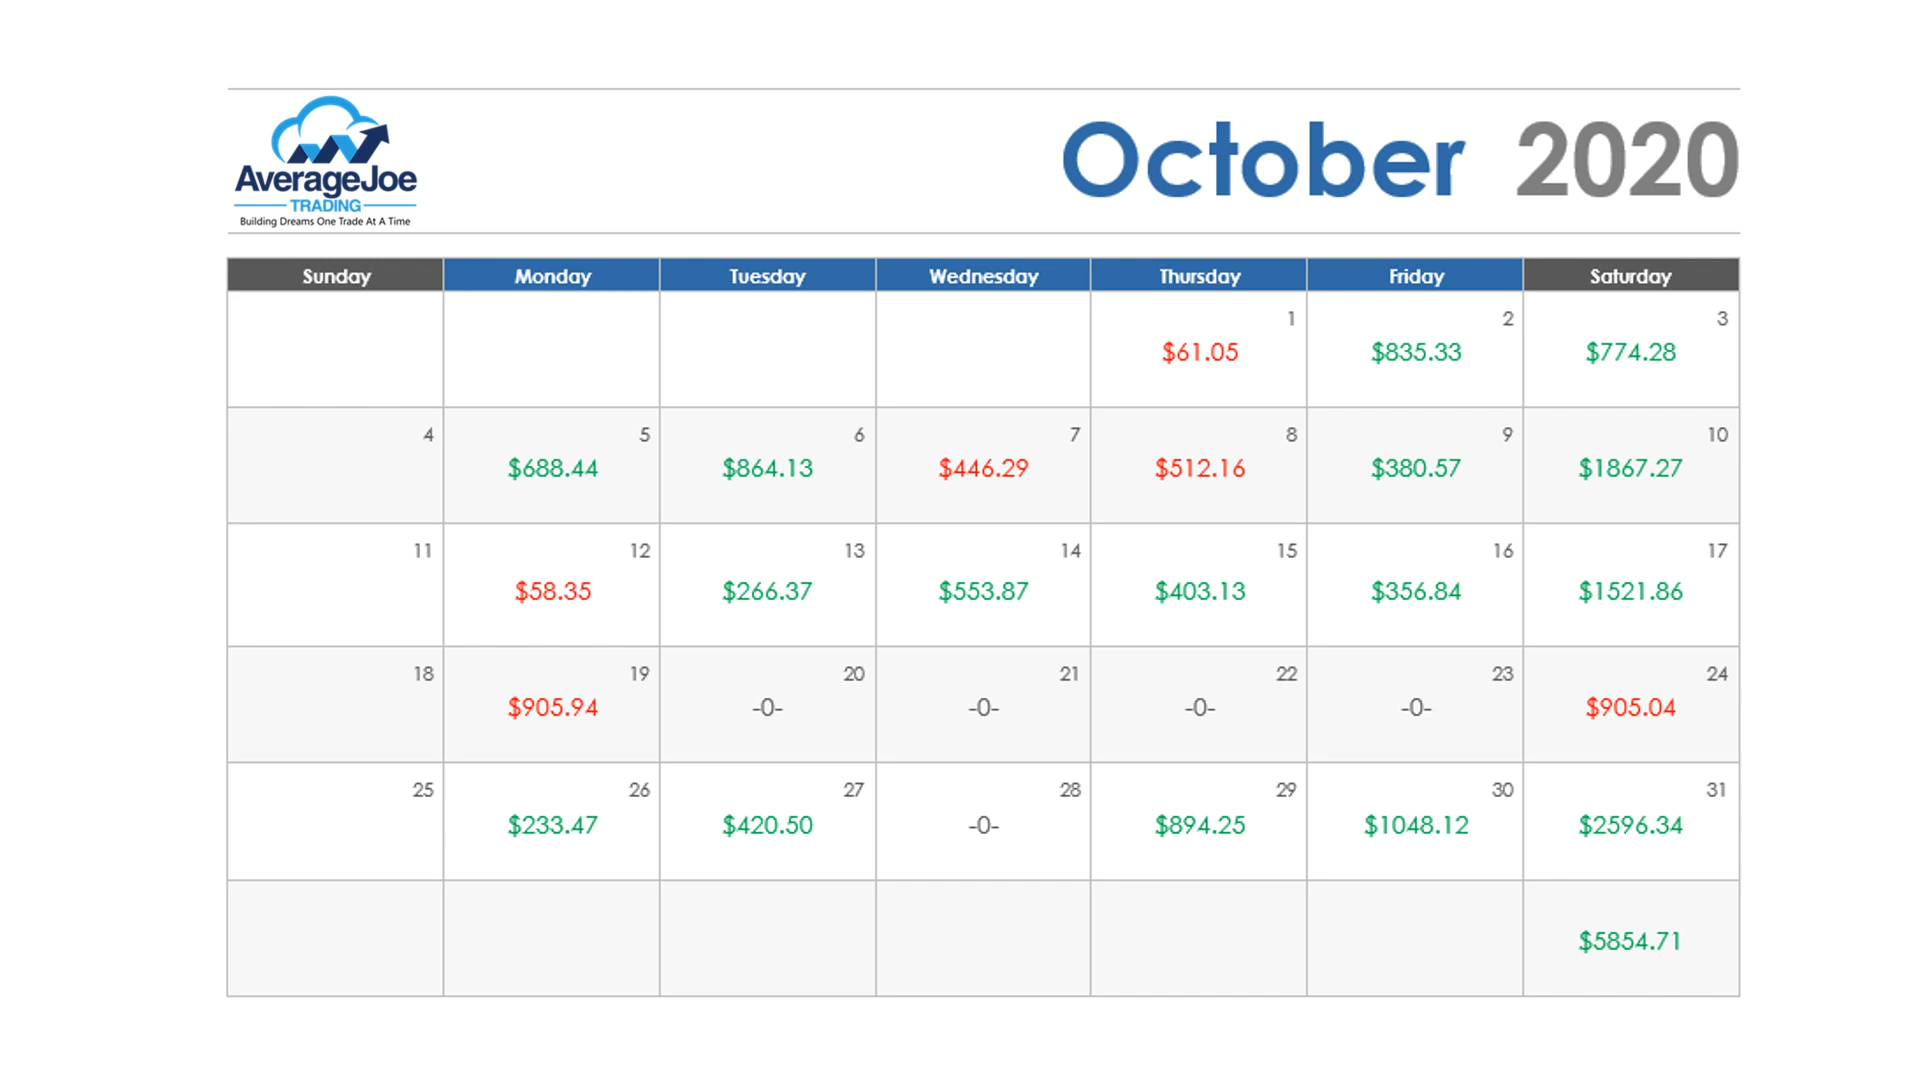 AverageJoe
TRADING
Building Dreams One Trade At A Time
October 2020
Sunday Monday Tuesday Wednesday Thursday Friday Saturday
1 2 3
$61.05 $835.33 $774.28
4 5 6 7 8 9 10
$688.44 $864.13 $446.29 $512.16 $380.57 $1867.27
11 12 13 14 15 16 17
$58.35 $266.37 $553.87 $403.13 $356.84 $1521.86
18 19 20 21 22 23 24
$905.94 -0- -0- -0- -0- $905.04
25 26 27 28 29 30 31
$233.47 $420.50 -0- $894.25 $1048.12 $2596.34
$5854.71